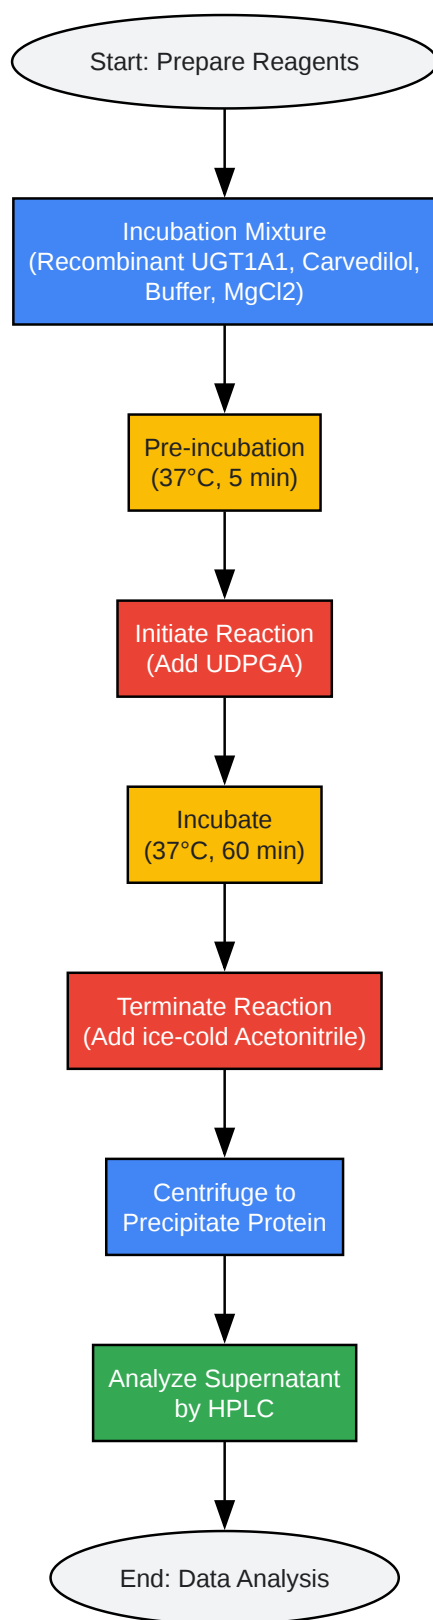 Start: Prepare Reagents
Incubation Mixture
(Recombinant UGT1A1, Carvedilol,
Buffer, MgCl2)
Pre-incubation
(37°C, 5 min)
Initiate Reaction
(Add UDPGA)
Incubate
(37°C, 60 min)
Terminate Reaction
(Add ice-cold Acetonitrile)
Centrifuge to
Precipitate Protein
Analyze Supernatant
by HPLC
End: Data Analysis